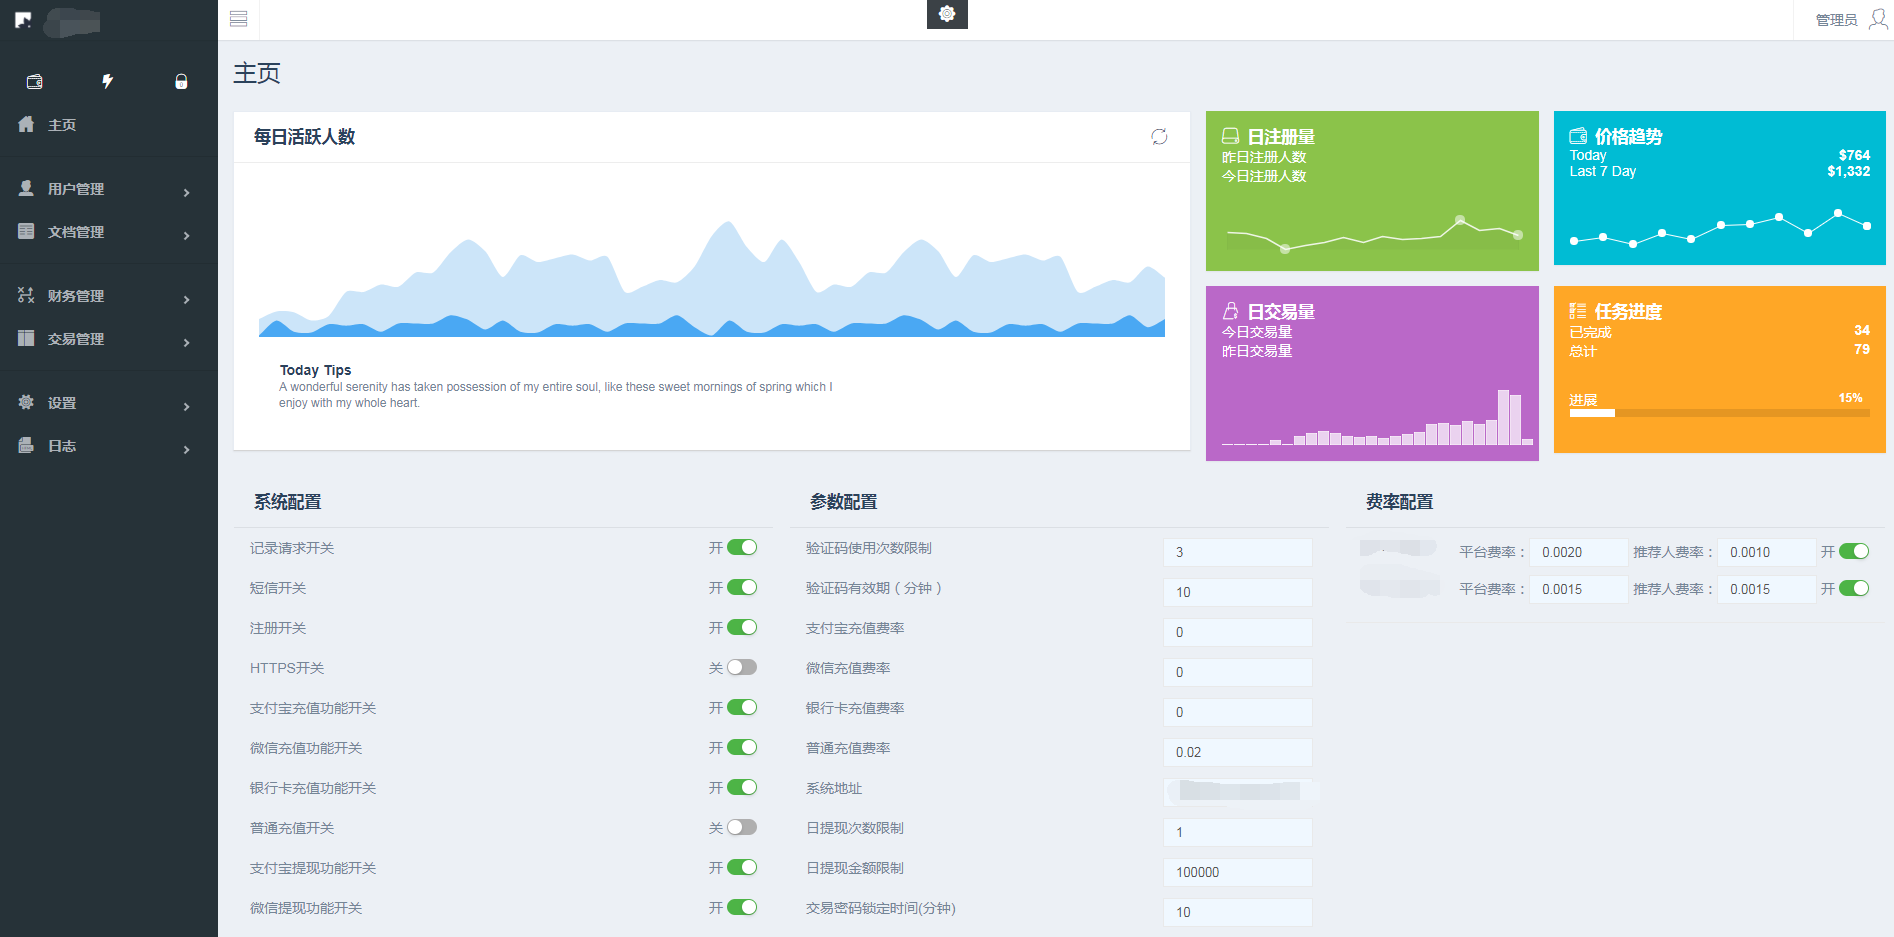 管理员
主页
主页
用户管理
文档管理
财务管理
交易管理
设置
日志
每日活跃人数
Today Tips
A wonderful serenity has taken possession of my entire soul, like these sweet mornings of spring which I
enjoy with my whole heart.
日注册量
昨日注册人数
今日注册人数
价格趋势
Today $764
Last 7 Day $1,332
日交易量
今日交易量
昨日交易量
任务进度
已完成 34
总计 79
进展 15%
系统配置
记录请求开关 开
短信开关 开
注册开关 开
HTTPS开关 关
支付宝充值功能开关 开
微信充值功能开关 开
银行卡充值功能开关 开
普通充值开关 关
支付宝提现功能开关 开
微信提现功能开关 开
参数配置
验证码使用次数限制 3
验证码有效期（分钟） 10
支付宝充值费率 0
微信充值费率 0
银行卡充值费率 0
普通充值费率 0.02
系统地址
日提现次数限制 1
日提现金额限制 100000
交易密码锁定时间(分钟) 10
费率配置
平台费率： 0.0020 推荐人费率： 0.0010 开
平台费率： 0.0015 推荐人费率： 0.0015 开